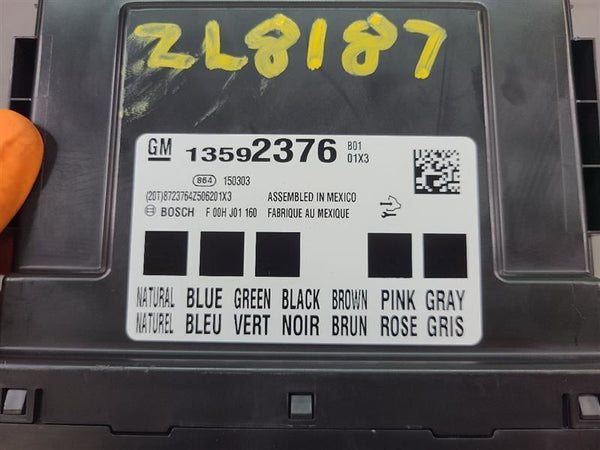 ZL8187
GM 13592376 B01
01X3
864 150303
(20T)8723764Z506201X3 ASSEMBLED IN MEXICO
BOSCH F 00H J01 160 FABRIQUE AU MEXIQUE
NATURAL BLUE GREEN BLACK BROWN PINK GRAY
NATUREL BLEU VERT NOIR BRUN ROSE GRIS